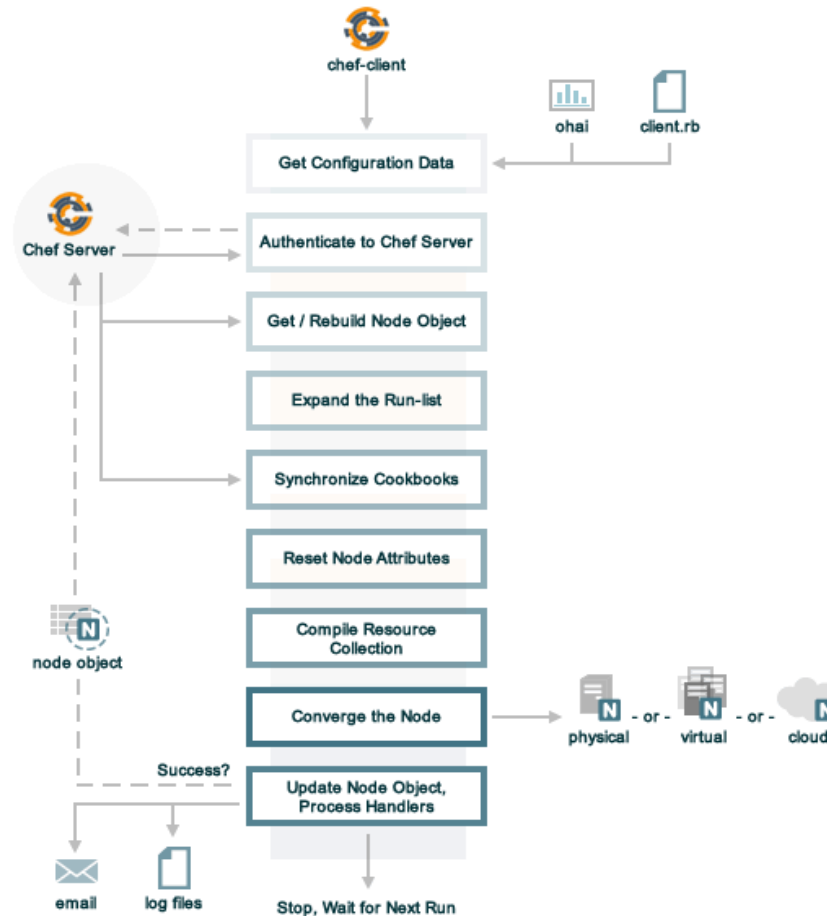 chef-client
ohai
client.rb
Get Configuration Data
Chef Server
Authenticate to Chef Server
Get / Rebuild Node Object
Expand the Run-list
Synchronize Cookbooks
Reset Node Attributes
N
node object
Compile Resource
Collection
Converge the Node
N
- or -
N
- or -
N
physical
virtual
cloud
Success?
Update Node Object,
Process Handlers
email
log files
Stop, Wait for Next Run